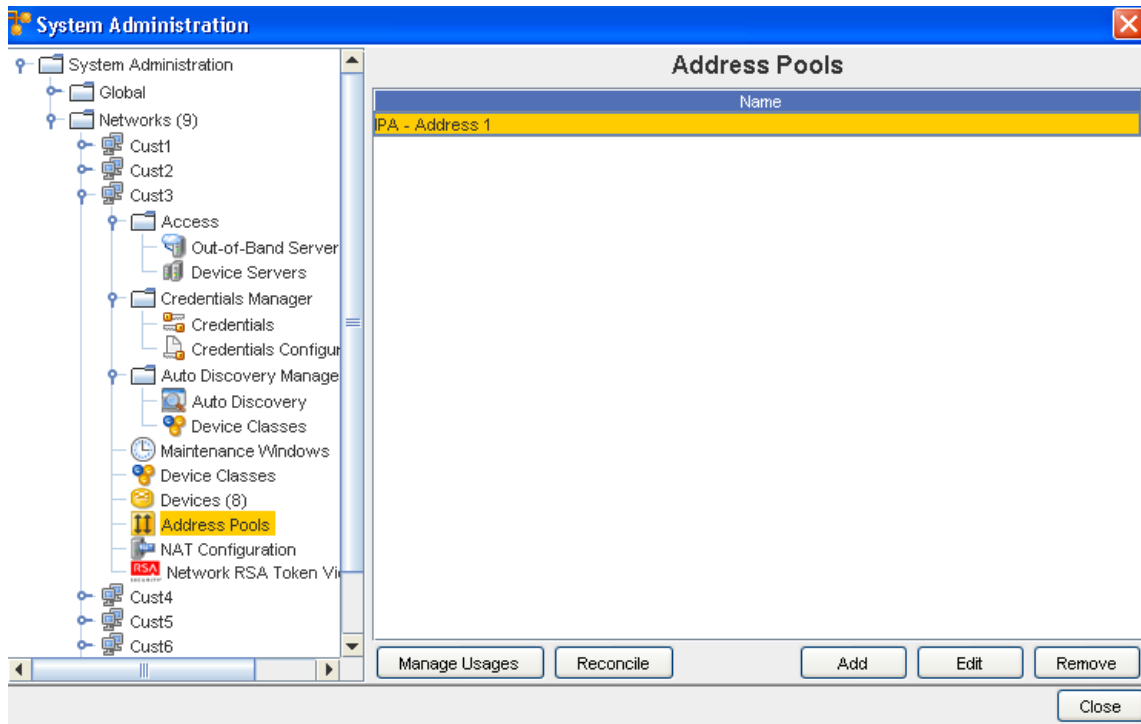 System Administration
System Administration
Global
Networks (9)
Cust1
Cust2
Cust3
Access
Out-of-Band Server
Device Servers
Credentials Manager
Credentials
Credentials Configur
Auto Discovery Manage
Auto Discovery
Device Classes
Maintenance Windows
Device Classes
Devices (8)
Address Pools
NAT Configuration
RSA SECURITY
Network RSA Token Vi
Cust4
Cust5
Cust6
Address Pools
Name
IPA - Address 1
Manage Usages
Reconcile
Add
Edit
Remove
Close